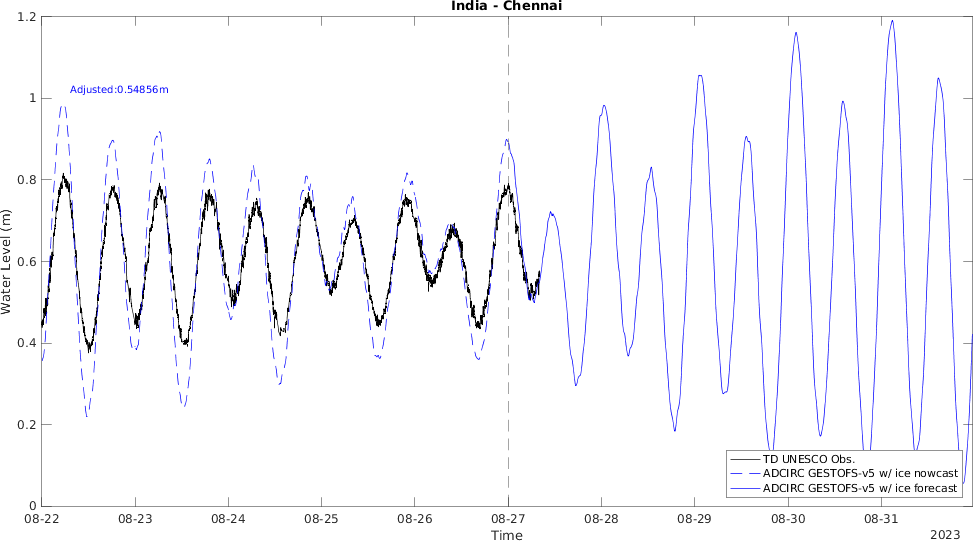 India - Chennai
Adjusted:0.54856m
Water Level (m)
1.2
1
0.8
0.6
0.4
0.2
0
TD UNESCO Obs.
ADCIRC GESTOFS-v5 w/ ice nowcast
ADCIRC GESTOFS-v5 w/ ice forecast
08-22 08-23 08-24 08-25 08-26 08-27 08-28 08-29 08-30 08-31
Time
2023